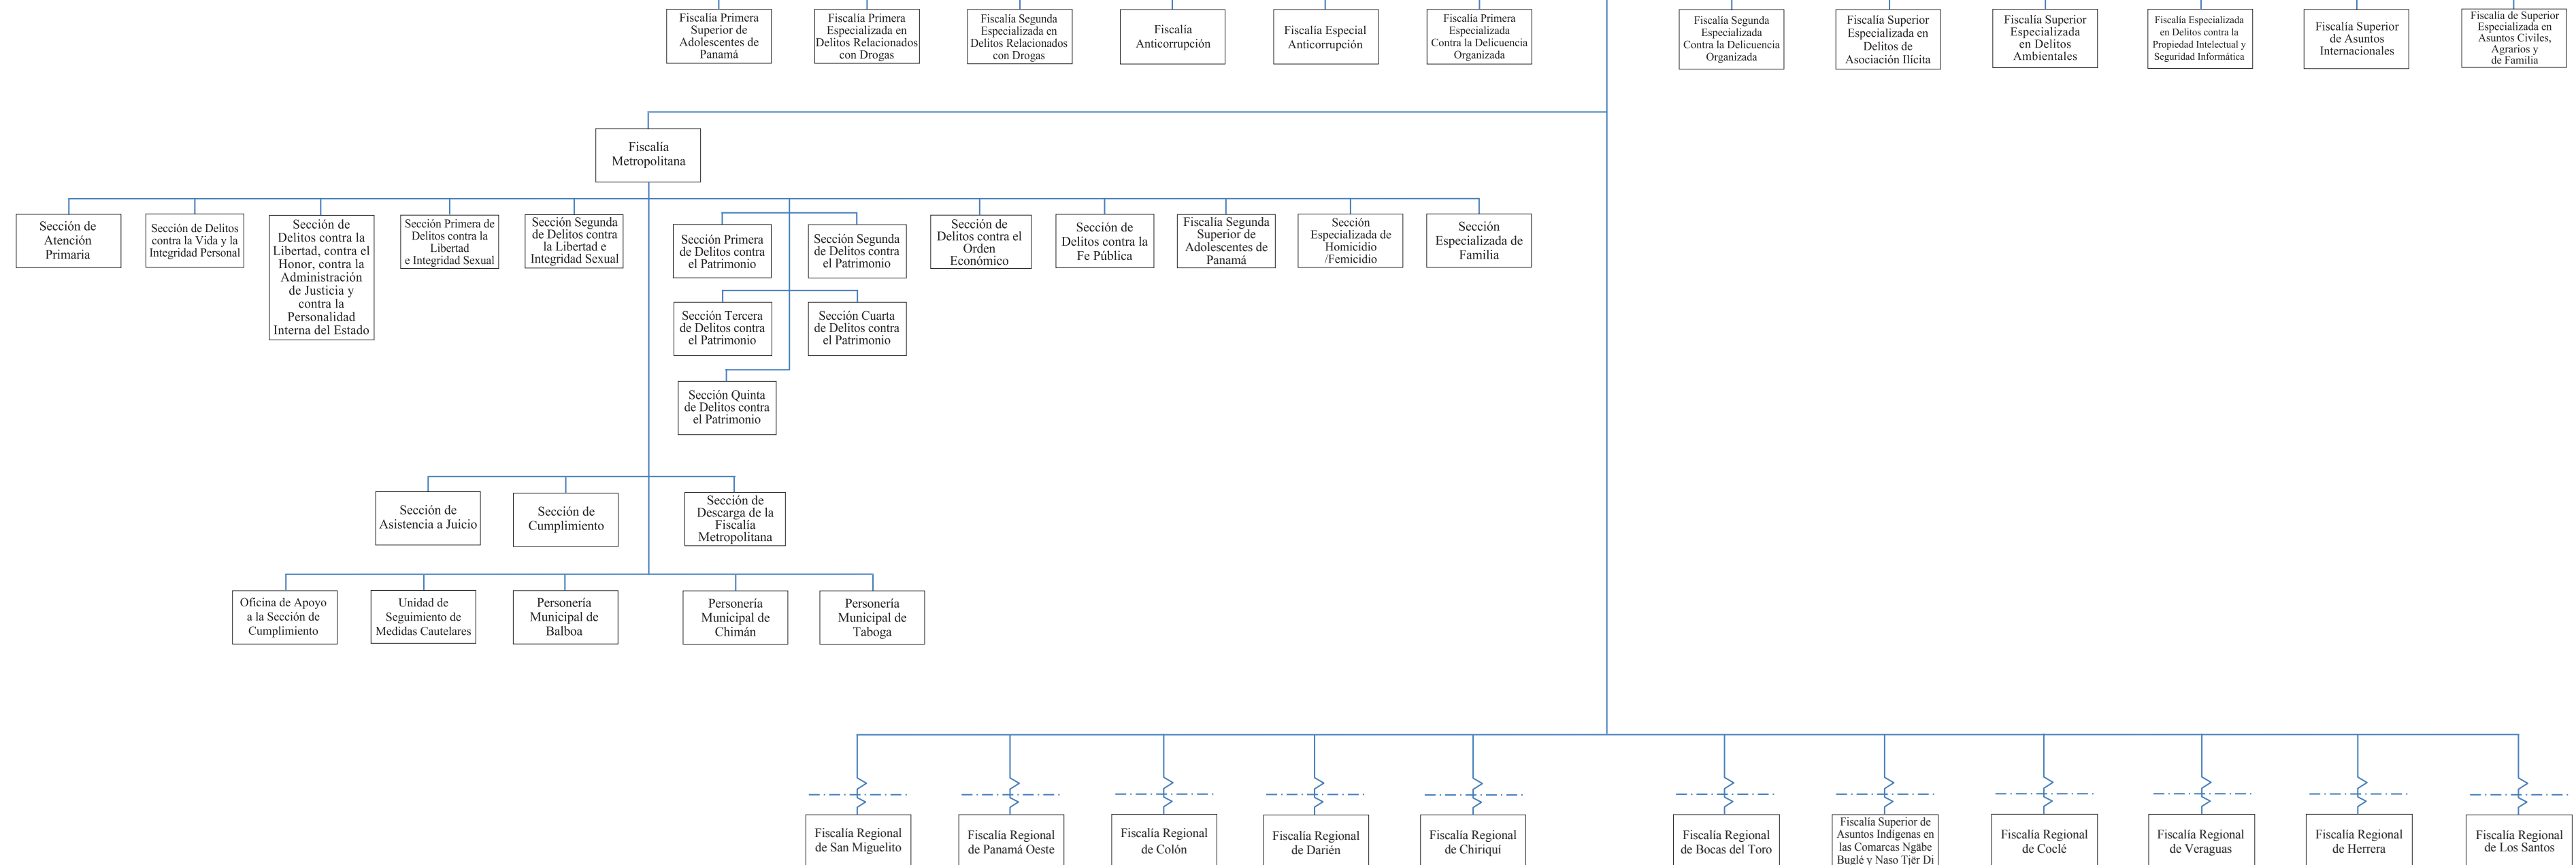 Fiscalía Primera
Superior de
Adolescentes de
Panamá
Fiscalía Primera
Especializada en
Delitos Relacionados
con Drogas
Fiscalía Segunda
Especializada en
Delitos Relacionados
con Drogas
Fiscalía
Anticorrupción
Fiscalía Especial
Anticorrupción
Fiscalía Primera
Especializada
Contra la Delicuencia
Organizada
Fiscalía Segunda
Especializada
Contra la Delicuencia
Organizada
Fiscalía Superior
Especializada en
Delitos de
Asociación Ilícita
Fiscalía Superior
Especializada
en Delitos
Ambientales
Fiscalía Especializada
en Delitos contra la
Propiedad Intelectual y
Seguridad Informática
Fiscalía Superior
de Asuntos
Internacionales
Fiscalía de Superior
Especializada en
Asuntos Civiles,
Agrarios y
de Familia
Fiscalía
Metropolitana
Sección de
Atención
Primaria
Sección de Delitos
contra la Vida y la
Integridad Personal
Sección de
Delitos contra la
Libertad, contra el
Honor, contra la
Administración
de Justicia y
contra la
Personalidad
Interna del Estado
Sección Primera de
Delitos contra la
Libertad
e Integridad Sexual
Sección Segunda
de Delitos contra
la Libertad e
Integridad Sexual
Sección Primera
de Delitos contra
el Patrimonio
Sección Segunda
de Delitos contra
el Patrimonio
Sección de
Delitos contra el
Orden
Económico
Sección de
Delitos contra la
Fe Pública
Fiscalía Segunda
Superior de
Adolescentes de
Panamá
Sección
Especializada de
Homicidio
/Femicidio
Sección
Especializada de
Familia
Sección Tercera
de Delitos contra
el Patrimonio
Sección Cuarta
de Delitos contra
el Patrimonio
Sección Quinta
de Delitos contra
el Patrimonio
Sección de
Asistencia a Juicio
Sección de
Cumplimiento
Sección de
Descarga de la
Fiscalía
Metropolitana
Oficina de Apoyo
a la Sección de
Cumplimiento
Unidad de
Seguimiento de
Medidas Cautelares
Personería
Municipal de
Balboa
Personería
Municipal de
Chimán
Personería
Municipal de
Taboga
Fiscalía Regional
de San Miguelito
Fiscalía Regional
de Panamá Oeste
Fiscalía Regional
de Colón
Fiscalía Regional
de Darién
Fiscalía Regional
de Chiriquí
Fiscalía Regional
de Bocas del Toro
Fiscalía Superior de
Asuntos Indígenas en
las Comarcas Ngäbe
Buglé y Naso Tjër Di
Fiscalía Regional
de Coclé
Fiscalía Regional
de Veraguas
Fiscalía Regional
de Herrera
Fiscalía Regional
de Los Santos